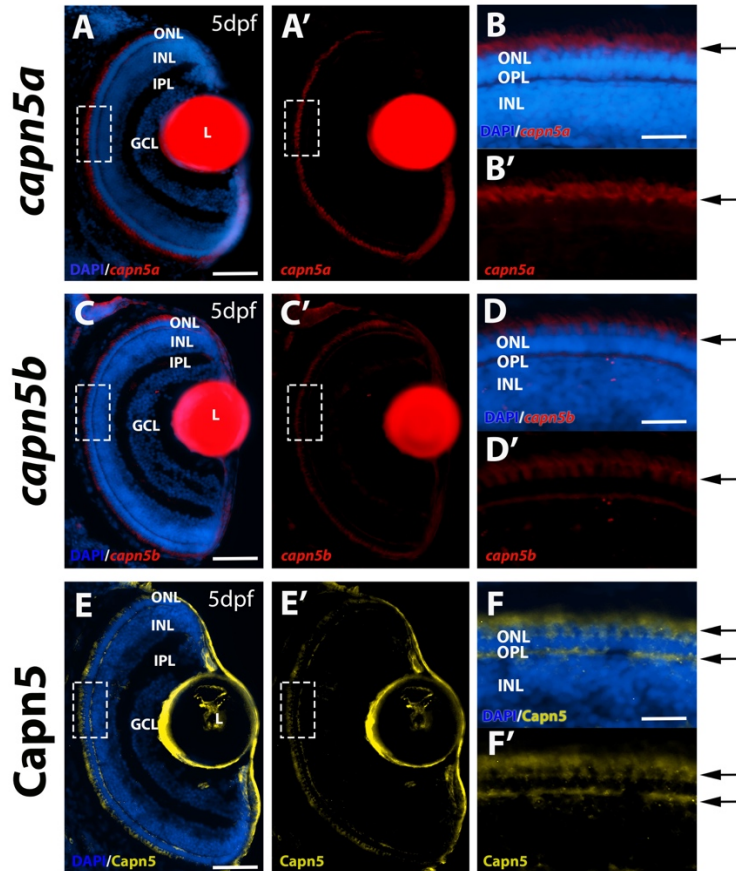 capn5a
A
5dpf
ONL
INL
IPL
GCL
L
DAPI/capn5a
A'
capn5a
B
ONL
OPL
INL
DAPI/capn5a
B'
capn5a
capn5b
C
5dpf
ONL
INL
IPL
GCL
L
DAPI/capn5b
C'
capn5b
D
ONL
OPL
INL
DAPI/capn5b
D'
capn5b
Capn5
E
5dpf
ONL
INL
IPL
GCL
L
DAPI/Capn5
E'
Capn5
F
ONL
OPL
INL
DAPI/Capn5
F'
Capn5